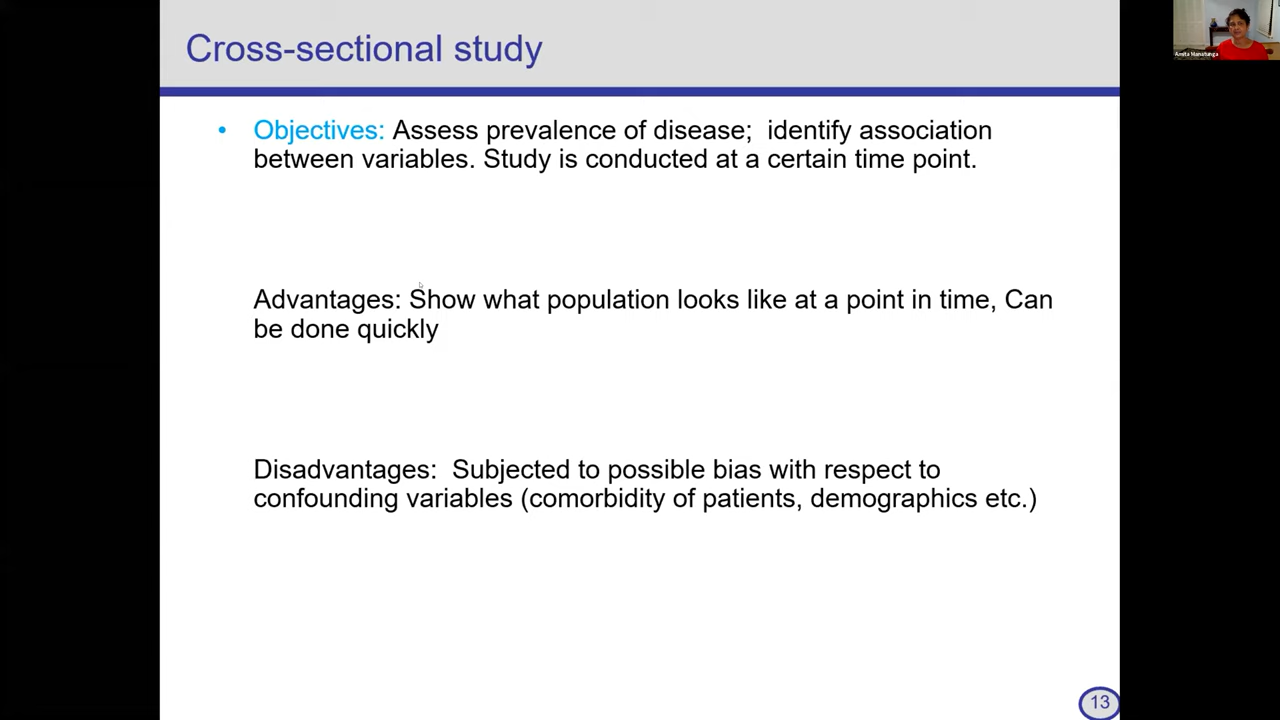 Cross-sectional study
• Objectives: Assess prevalence of disease;  identify association
between variables. Study is conducted at a certain time point.
Advantages: Show what population looks like at a point in time, Can
be done quickly
Disadvantages:  Subjected to possible bias with respect to
confounding variables (comorbidity of patients, demographics etc.)
13
Amita Manatunga